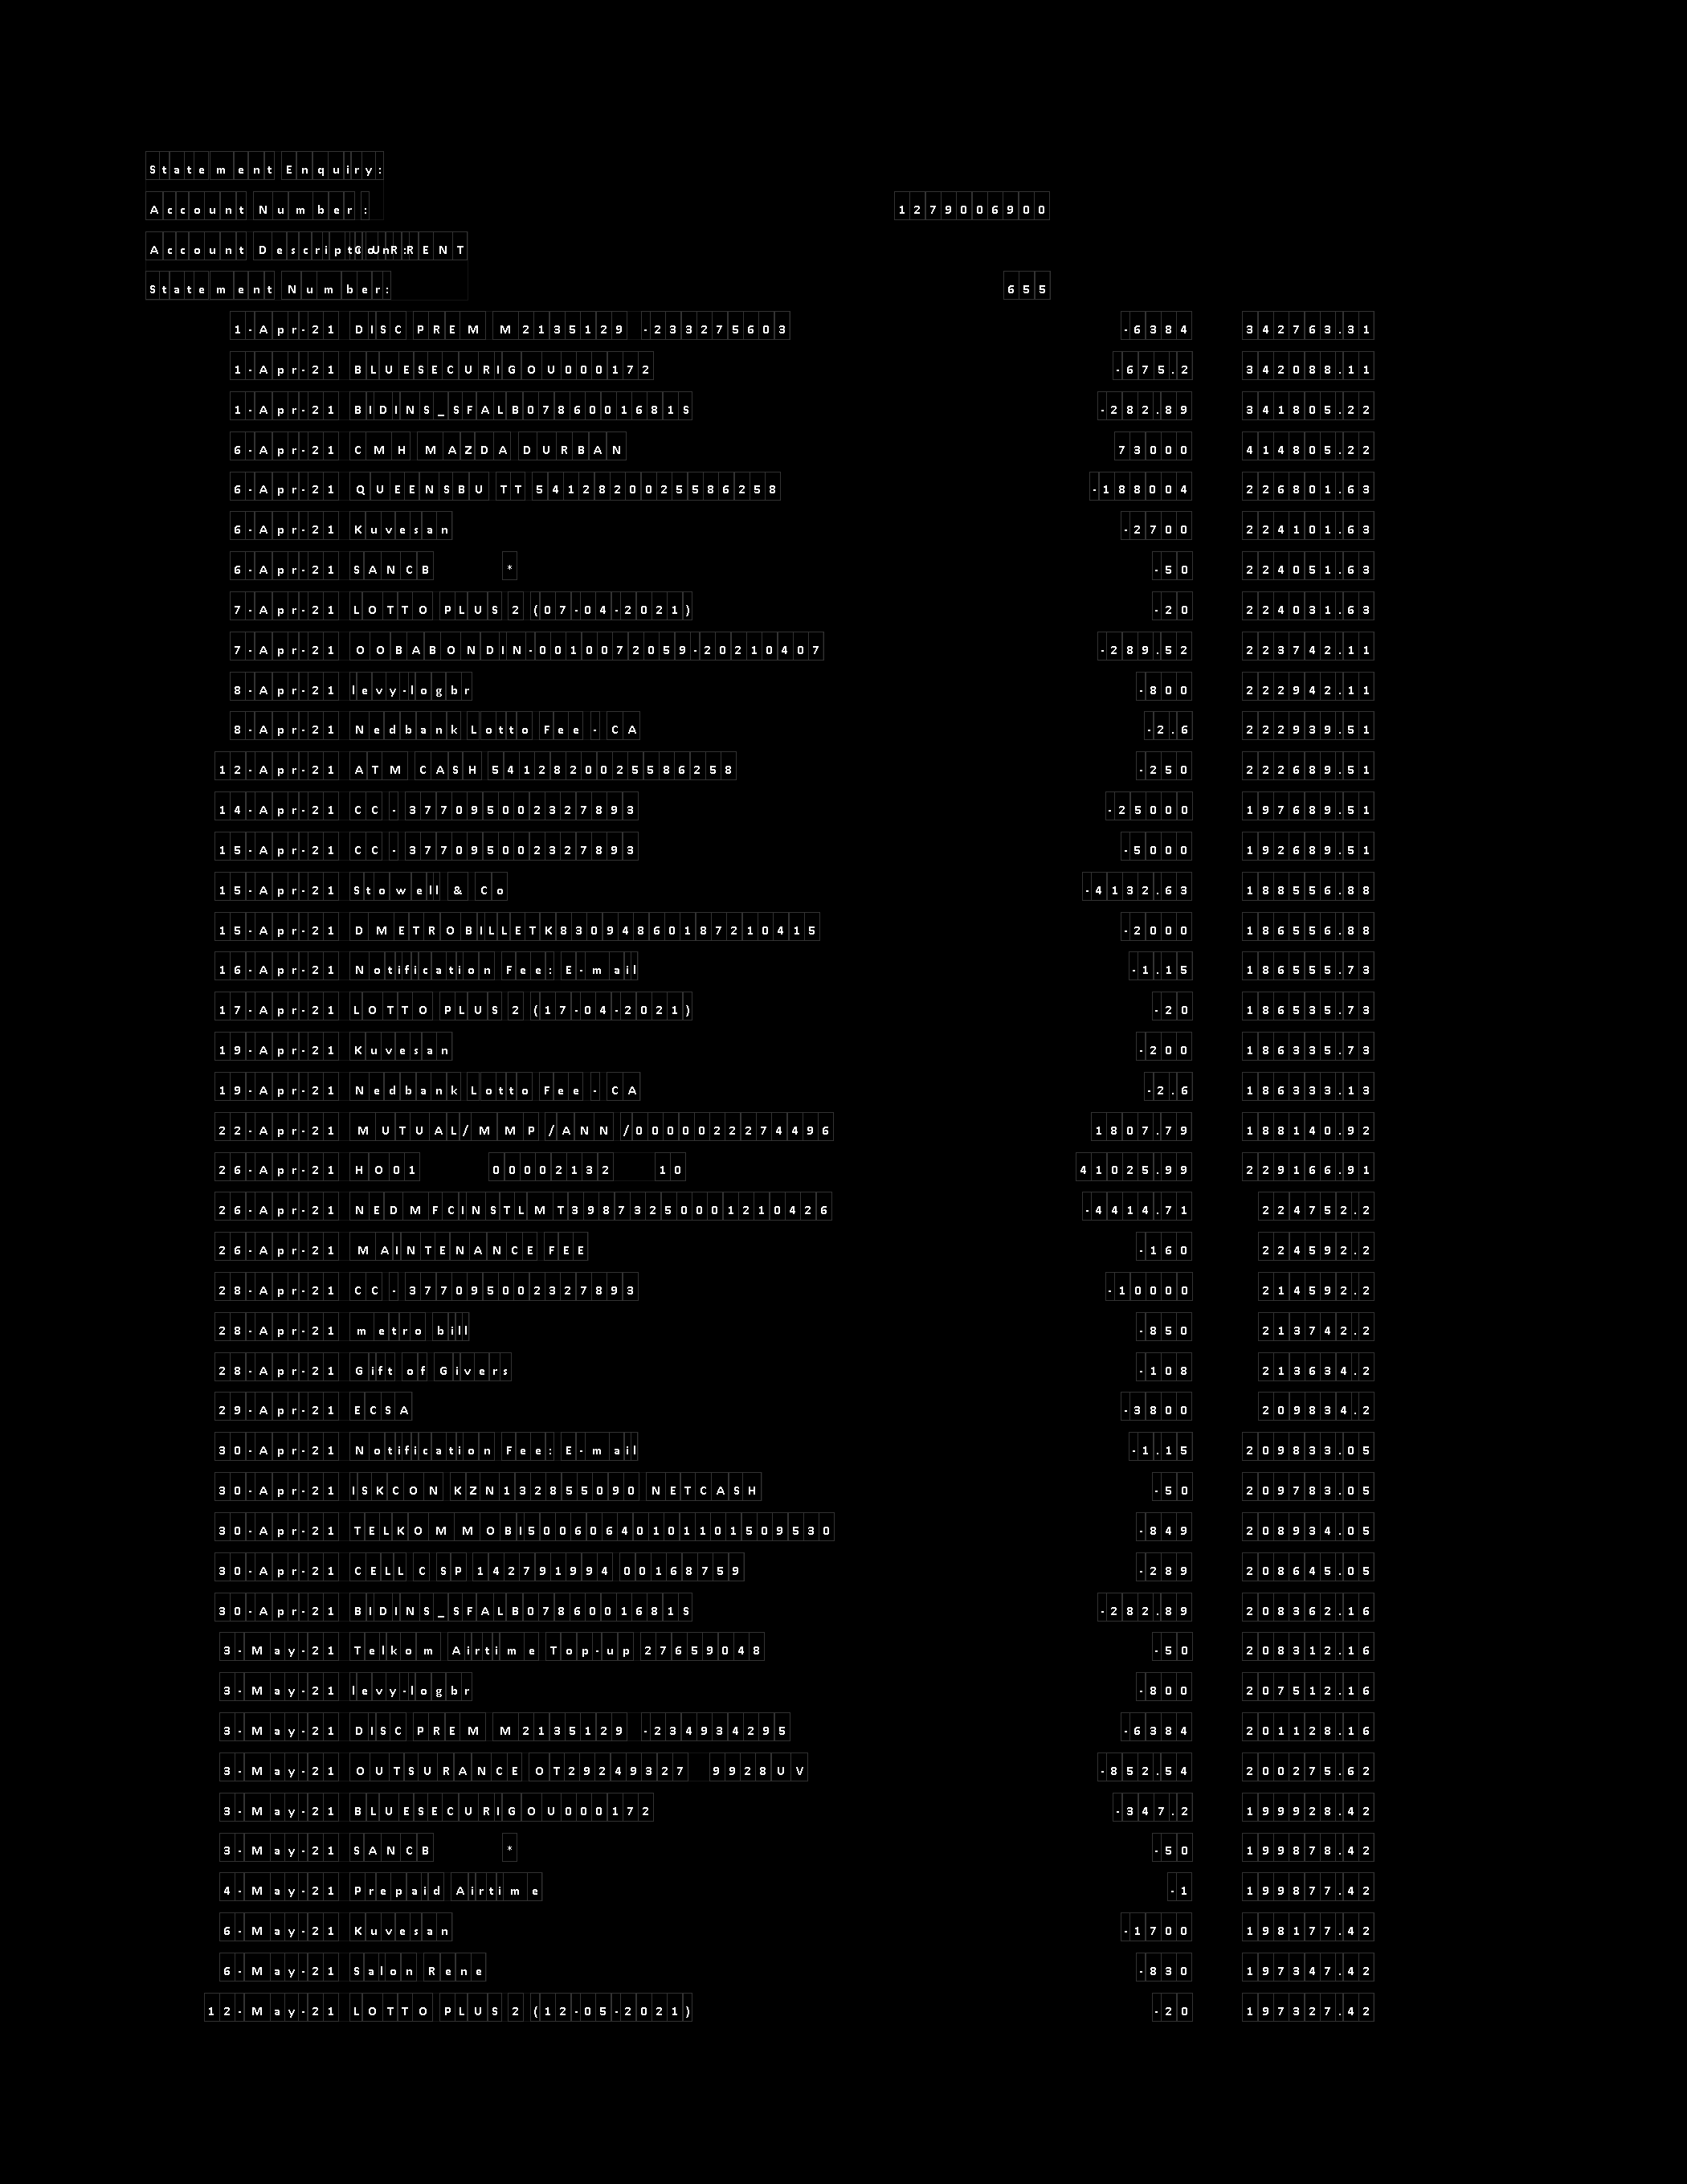 Statement Enquiry:
Account Number : 1279006900
Account Description : CURRENT
Statement Number: 655
1-Apr-21 DISC PREM M2135129 -233275603 -6384 342763.31
1-Apr-21 BLUESECURIGOU000172 -675.2 342088.11
1-Apr-21 BIDINS_SFALB0786001681S -282.89 341805.22
6-Apr-21 CMH MAZDA DURBAN 73000 414805.22
6-Apr-21 QUEENSBU TT 5412820025586258 -188004 226801.63
6-Apr-21 Kuvesan -2700 224101.63
6-Apr-21 SANCB * -50 224051.63
7-Apr-21 LOTTO PLUS 2 (07-04-2021) -20 224031.63
7-Apr-21 OOBABONDIN-0010072059-20210407 -289.52 223742.11
8-Apr-21 levy-logbr -800 222942.11
8-Apr-21 Nedbank Lotto Fee - CA -2.6 222939.51
12-Apr-21 ATM CASH 5412820025586258 -250 222689.51
14-Apr-21 CC - 377095002327893 -25000 197689.51
15-Apr-21 CC - 377095002327893 -5000 192689.51
15-Apr-21 Stowell & Co -4132.63 188556.88
15-Apr-21 DMETROBILLETK8309486018721​0415 -2000 186556.88
16-Apr-21 Notification Fee: E-mail -1.15 186555.73
17-Apr-21 LOTTO PLUS 2 (17-04-2021) -20 186535.73
19-Apr-21 Kuvesan -200 186335.73
19-Apr-21 Nedbank Lotto Fee - CA -2.6 186333.13
22-Apr-21 MUTUAL/MMP /ANN /0000022274496 1807.79 188140.92
26-Apr-21 HO01 00002132 10 41025.99 229166.91
26-Apr-21 NEDMFCINSTLMT39873250001210426 -4414.71 224752.2
26-Apr-21 MAINTENANCE FEE -160 224592.2
28-Apr-21 CC - 377095002327893 -10000 214592.2
28-Apr-21 metro bill -850 213742.2
28-Apr-21 Gift of Givers -108 213634.2
29-Apr-21 ECSA -3800 209834.2
30-Apr-21 Notification Fee: E-mail -1.15 209833.05
30-Apr-21 ISKCON KZN132855090 NETCASH -50 209783.05
30-Apr-21 TELKOMMOBI50060640101101509530 -849 208934.05
30-Apr-21 CELL C SP 142791994 00168759 -289 208645.05
30-Apr-21 BIDINS_SFALB0786001681S -282.89 208362.16
3-May-21 Telkom Airtime Top-up 27659048 -50 208312.16
3-May-21 levy-logbr -800 207512.16
3-May-21 DISC PREM M2135129 -234934295 -6384 201128.16
3-May-21 OUTSURANCE OT29249327 9928UV -852.54 200275.62
3-May-21 BLUESECURIGOU000172 -347.2 199928.42
3-May-21 SANCB * -50 199878.42
4-May-21 Prepaid Airtime -1 199877.42
6-May-21 Kuvesan -1700 198177.42
6-May-21 Salon Rene -830 197347.42
12-May-21 LOTTO PLUS 2 (12-05-2021) -20 197327.42